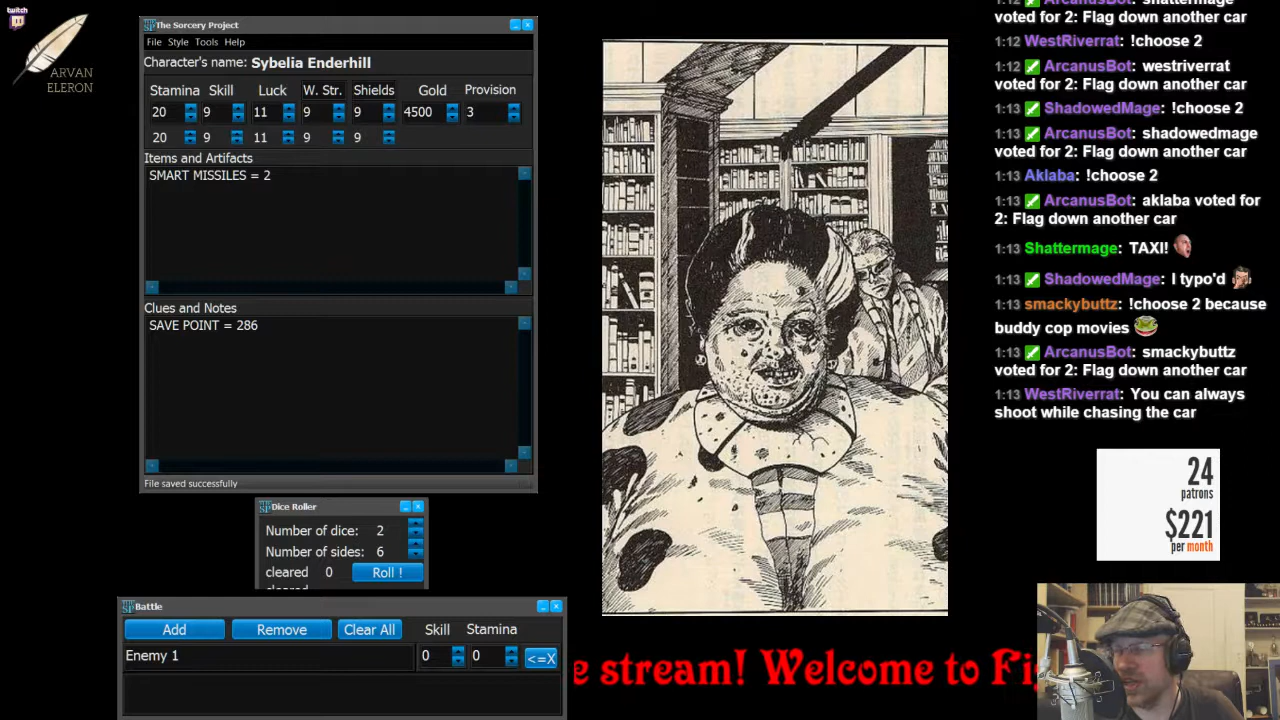 twitch
ARVAN
ELERON
The Sorcery Project
File Style Tools Help
Character's name: Sybelia Enderhill
Stamina Skill Luck W. Str. Shields Gold Provision
20 9 11 9 9 4500 3
20 9 11 9 9
Items and Artifacts
SMART MISSILES = 2
Clues and Notes
SAVE POINT = 286
File saved successfully
Dice Roller
Number of dice: 2
Number of sides: 6
cleared 0 Roll !
Battle
Add Remove Clear All Skill Stamina
Enemy 1 0 0 <=X
e stream! Welcome to Fi
voted for 2: Flag down another car
1:12 WestRiverrat: !choose 2
1:12 ArcanusBot: westriverrat
voted for 2: Flag down another car
1:13 ShadowedMage: !choose 2
1:13 ArcanusBot: shadowedmage
voted for 2: Flag down another car
1:13 Aklaba: !choose 2
1:13 ArcanusBot: aklaba voted for
2: Flag down another car
1:13 Shattermage: TAXI!
1:13 ShadowedMage: I typo'd
1:13 smackybuttz: !choose 2 because
buddy cop movies
1:13 ArcanusBot: smackybuttz
voted for 2: Flag down another car
1:13 WestRiverrat: You can always
shoot while chasing the car
24
patrons
$221
per month